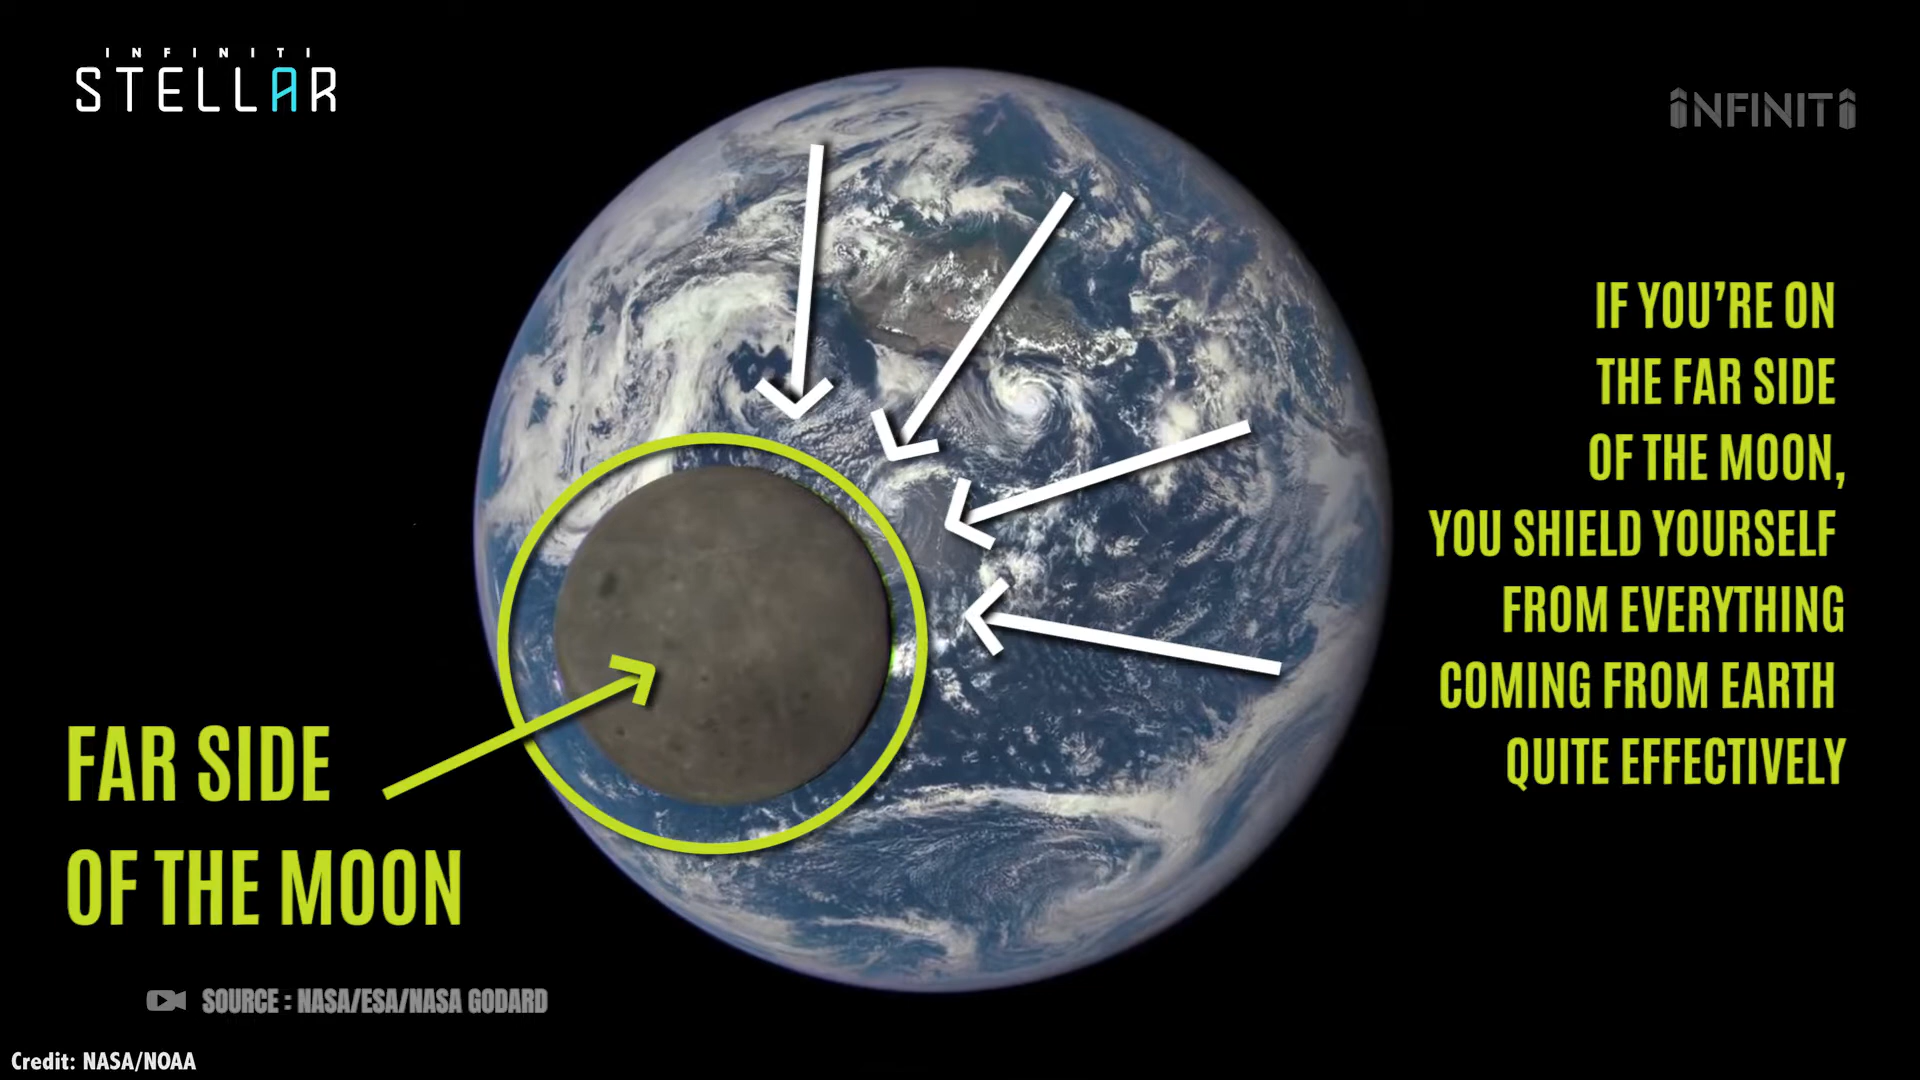 INFINITI
STELLAR
INFINITI
IF YOU'RE ON
THE FAR SIDE
OF THE MOON,
YOU SHIELD YOURSELF
FROM EVERYTHING
COMING FROM EARTH
QUITE EFFECTIVELY
FAR SIDE
OF THE MOON
SOURCE : NASA/ESA/NASA GODARD
Credit: NASA/NOAA